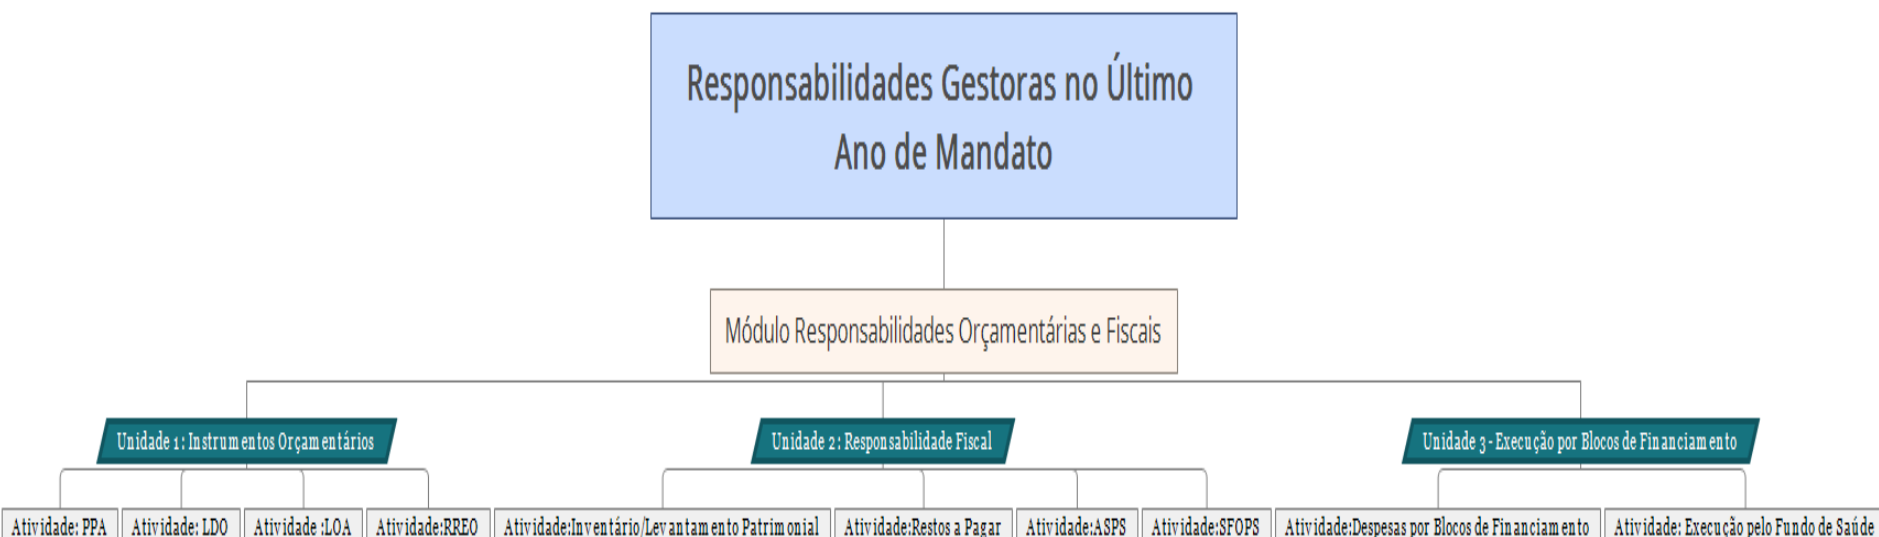 Responsabilidades Gestoras no Último
Ano de Mandato
Módulo Responsabilidades Orçamentárias e Fiscais
Unidade 1: Instrumentos Orçamentários
Unidade 2: Responsabilidade Fiscal
Unidade 3 - Execução por Blocos de Financiamento
Atividade: PPA
Atividade: LDO
Atividade :LOA
Atividade:RREO
Atividade:Inventário/Levantamento Patrimonial
Atividade:Restos a Pagar
Atividade:ASPS
Atividade:SFOPS
Atividade:Despesas por Blocos de Financiamento
Atividade: Execução pelo Fundo de Saúde